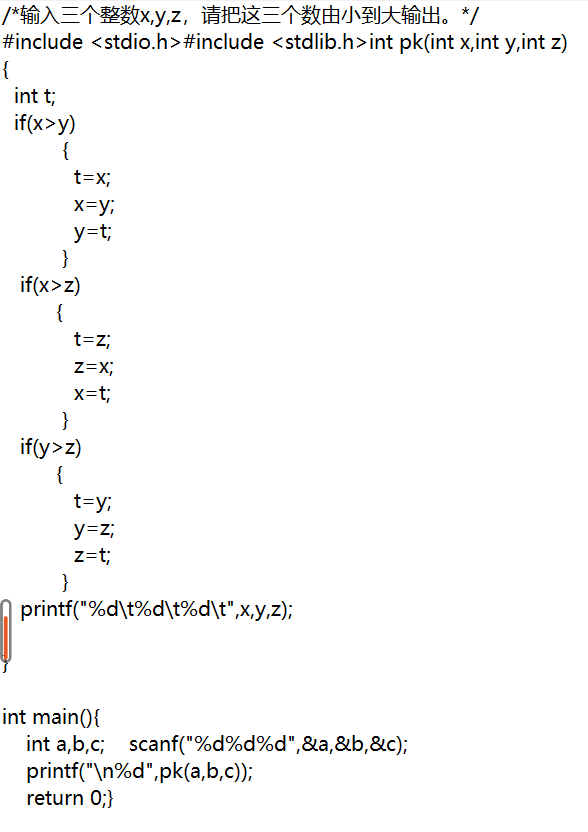 /*输入三个整数x,y,z，请把这三个数由小到大输出。*/
#include <stdio.h>#include <stdlib.h>int pk(int x,int y,int z)
{
int t;
if(x>y)
{
t=x;
x=y;
y=t;
}
if(x>z)
{
t=z;
z=x;
x=t;
}
if(y>z)
{
t=y;
y=z;
z=t;
}
printf("%d\t%d\t%d\t",x,y,z);
}
int main(){
int a,b,c; scanf("%d%d%d",&a,&b,&c);
printf("\n%d",pk(a,b,c));
return 0;}